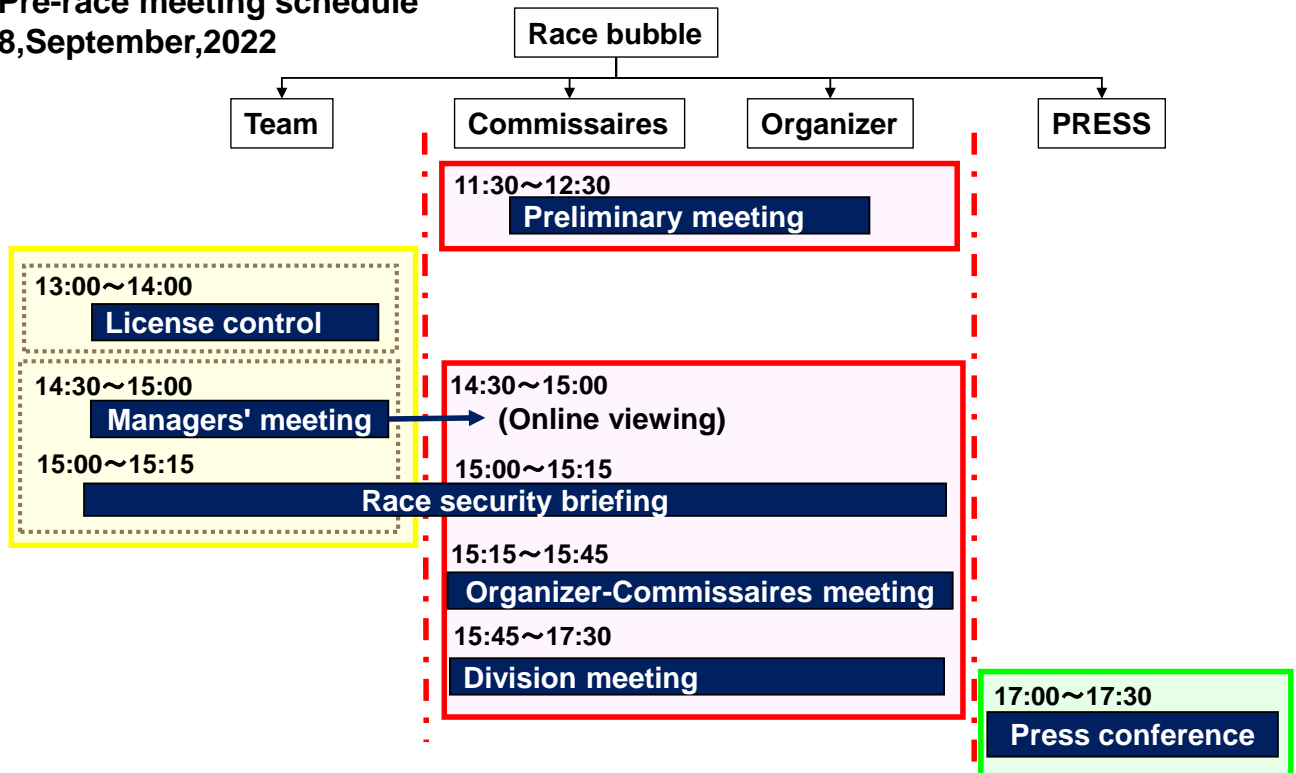 Pre-race meeting schedule
8,September,2022
Race bubble
Team
Commissaires
Organizer
PRESS
11:30～12:30
Preliminary meeting
13:00～14:00
License control
14:30～15:00
Managers' meeting
14:30～15:00
(Online viewing)
15:00～15:15
15:00～15:15
Race security briefing
15:15～15:45
Organizer-Commissaires meeting
15:45～17:30
Division meeting
17:00～17:30
Press conference